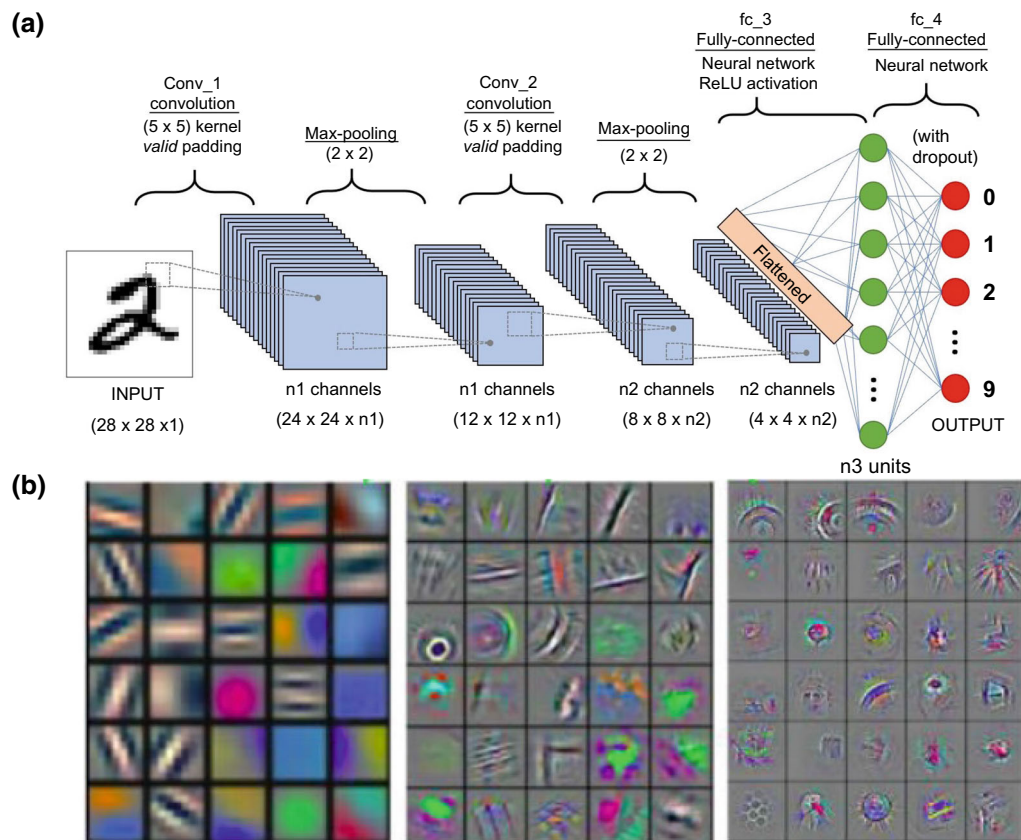 (a)
Conv_1
convolution
(5 x 5) kernel
valid padding
Max-pooling
(2 x 2)
Conv_2
convolution
(5 x 5) kernel
valid padding
Max-pooling
(2 x 2)
fc_3
Fully-connected
Neural network
ReLU activation
fc_4
Fully-connected
Neural network
(with
dropout)
Flattened
0
1
2
9
OUTPUT
INPUT
(28 x 28 x1)
n1 channels
(24 x 24 x n1)
n1 channels
(12 x 12 x n1)
n2 channels
(8 x 8 x n2)
n2 channels
(4 x 4 x n2)
n3 units
2
(b)